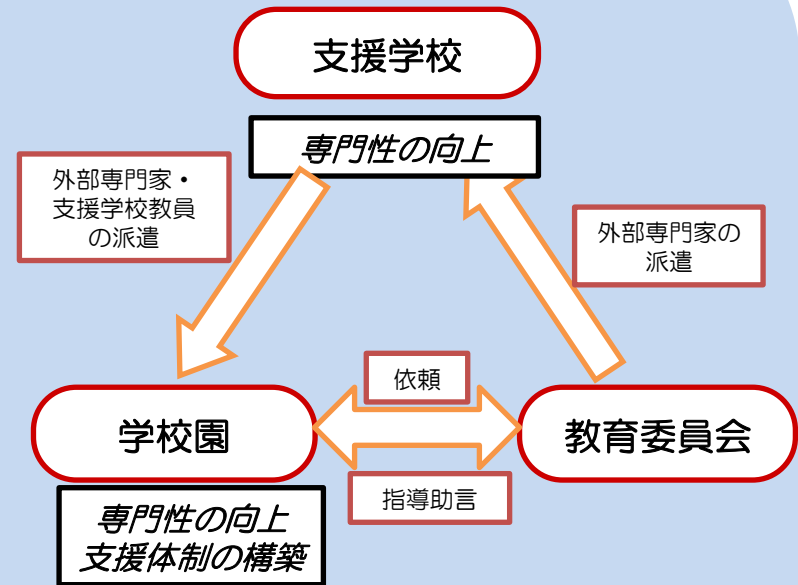 支援学校
専門性の向上
外部専門家・
支援学校教員
の派遣
外部専門家の
派遣
依頼
学校園
教育委員会
指導助言
専門性の向上
支援体制の構築